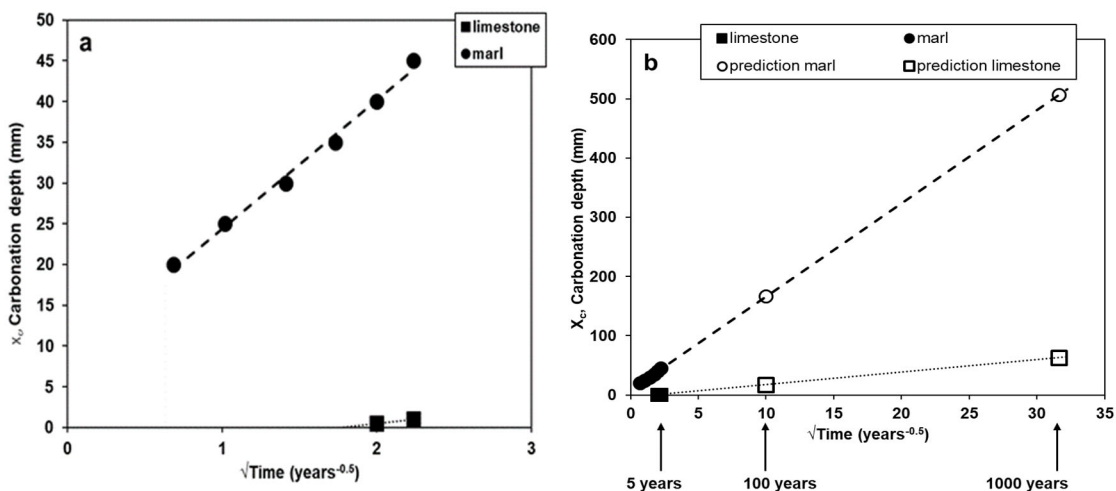 a
limestone
marl
50
45
40
35
30
25
20
15
10
5
0
x_c, Carbonation depth (mm)
0 1 2 3
√Time (years^-0.5)
b
limestone marl
prediction marl prediction limestone
600
500
400
300
200
100
0
X_c, Carbonation depth (mm)
0 5 10 15 20 25 30 35
√Time (years^-0.5)
5 years 100 years 1000 years